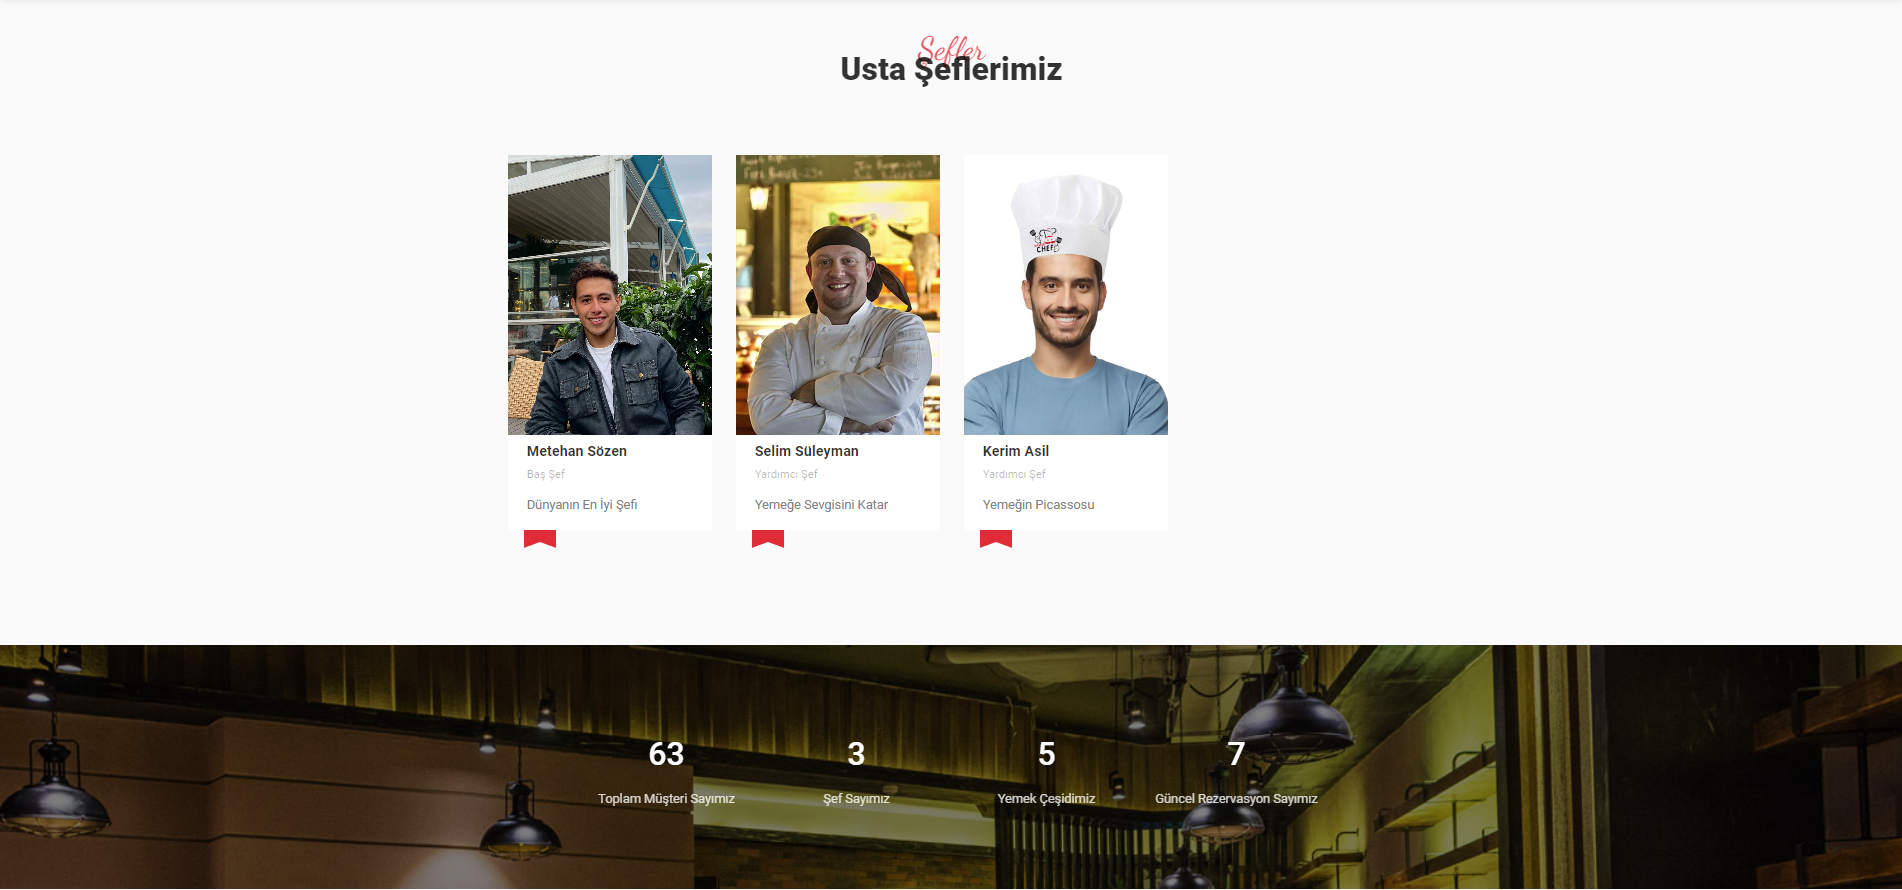 Şefler
Usta Şeflerimiz
CHEF
Metehan Sözen
Baş Şef
Dünyanın En İyi Şefi
Selim Süleyman
Yardımcı Şef
Yemeğe Sevgisini Katar
Kerim Asil
Yardımcı Şef
Yemeğin Picassosu
63
Toplam Müşteri Sayımız
3
Şef Sayımız
5
Yemek Çeşidimiz
7
Güncel Rezervasyon Sayımız